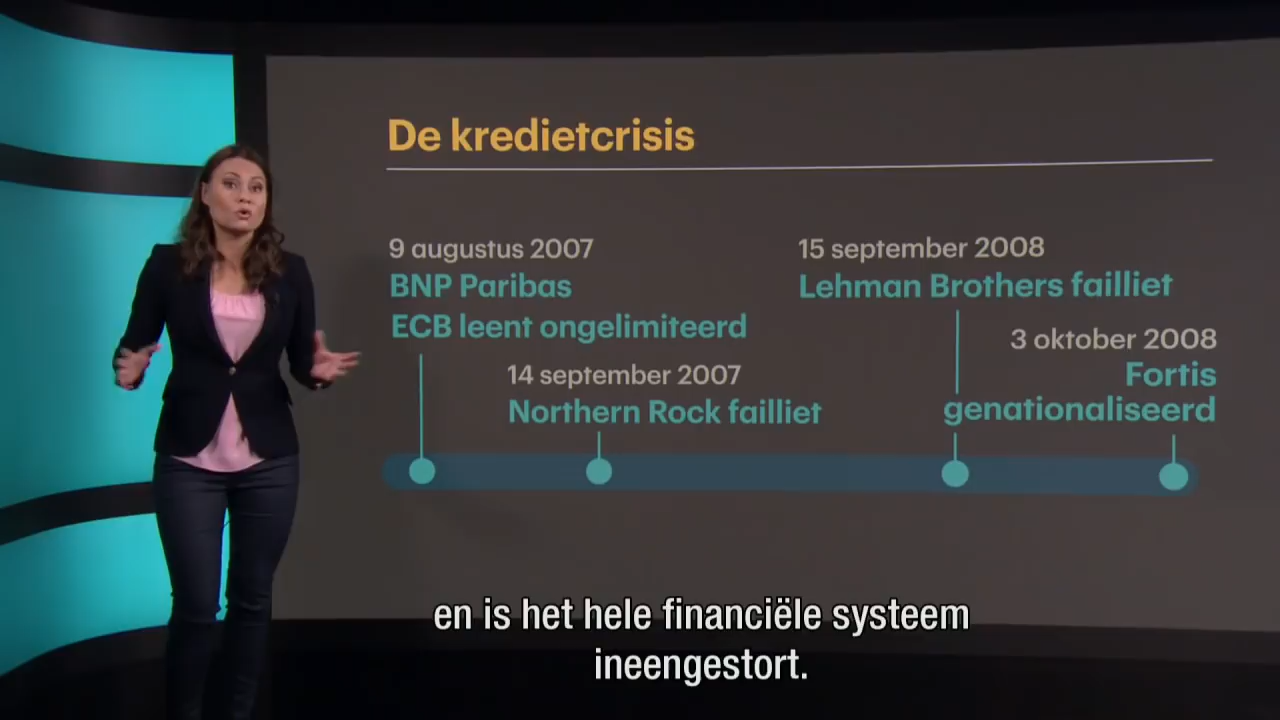 De kredietcrisis
9 augustus 2007
BNP Paribas
ECB leent ongelimiteerd
14 september 2007
Northern Rock failliet
15 september 2008
Lehman Brothers failliet
3 oktober 2008
Fortis
genationaliseerd
en is het hele financiële systeem
ineengestort.